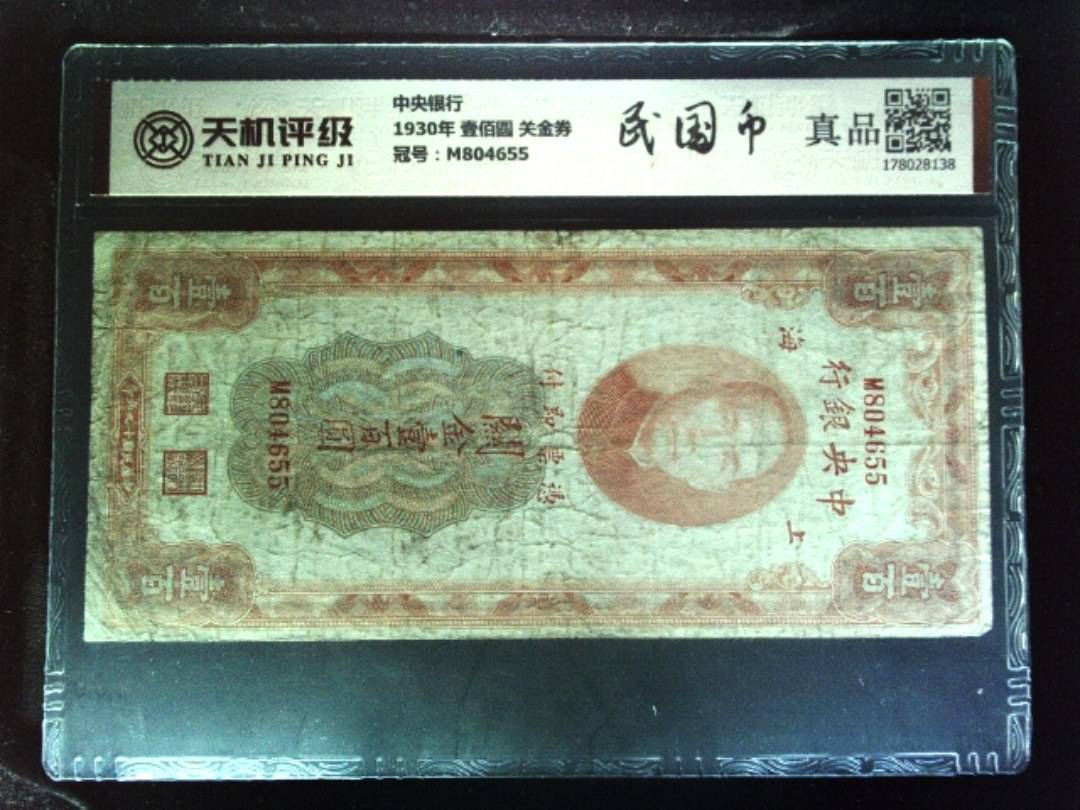 天机评级
TIAN JI PING JI
中央银行
1930年 壹佰圆 关金券
冠号：M804655
民国币
真品
178028138
壹百
壹百
上海
中央銀行
M804655
憑票即付
關金壹百圓
M804655
壹百
壹百